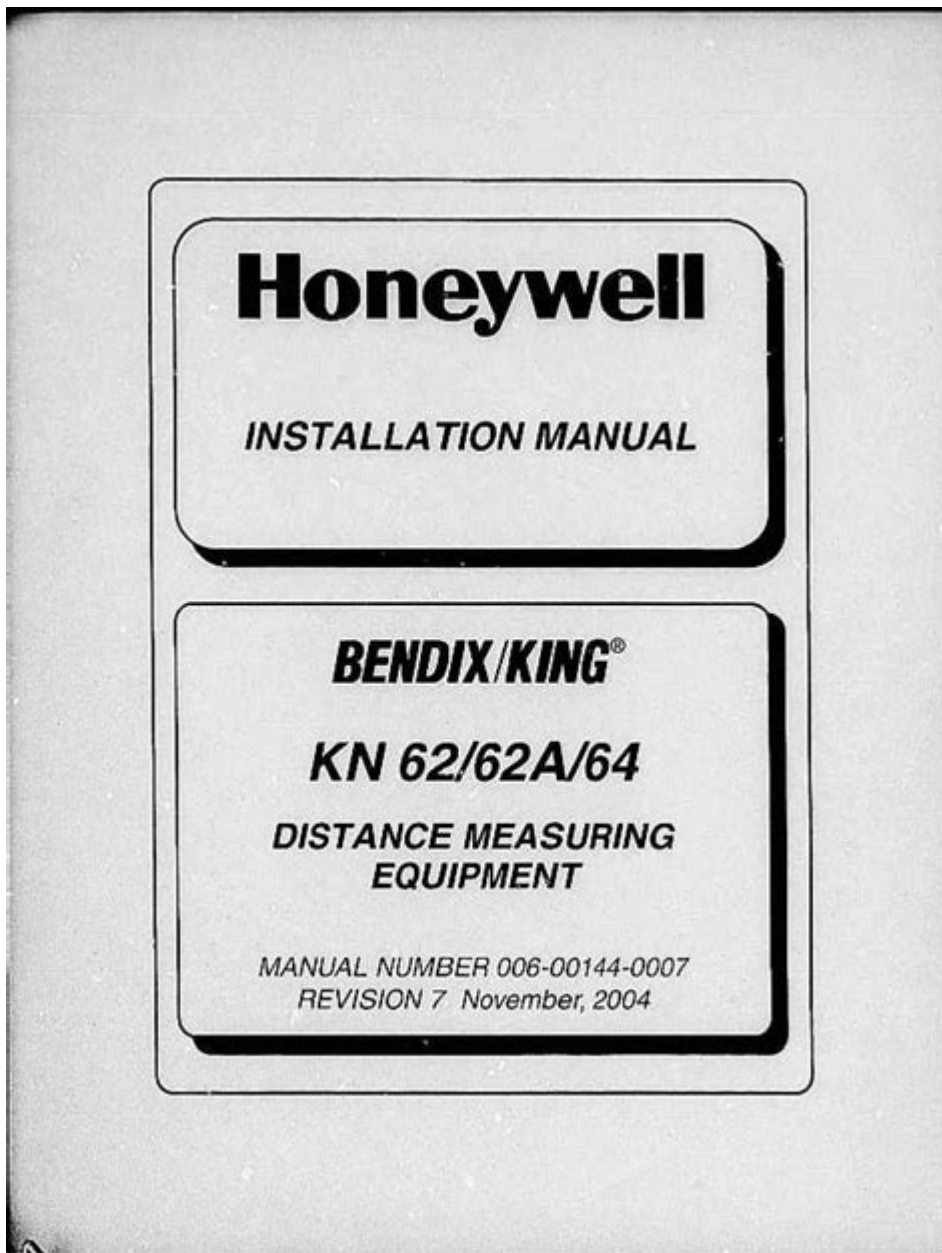 Honeywell
INSTALLATION MANUAL
BENDIX/KING®
KN 62/62A/64
DISTANCE MEASURING
EQUIPMENT
MANUAL NUMBER 006-00144-0007
REVISION 7 November, 2004